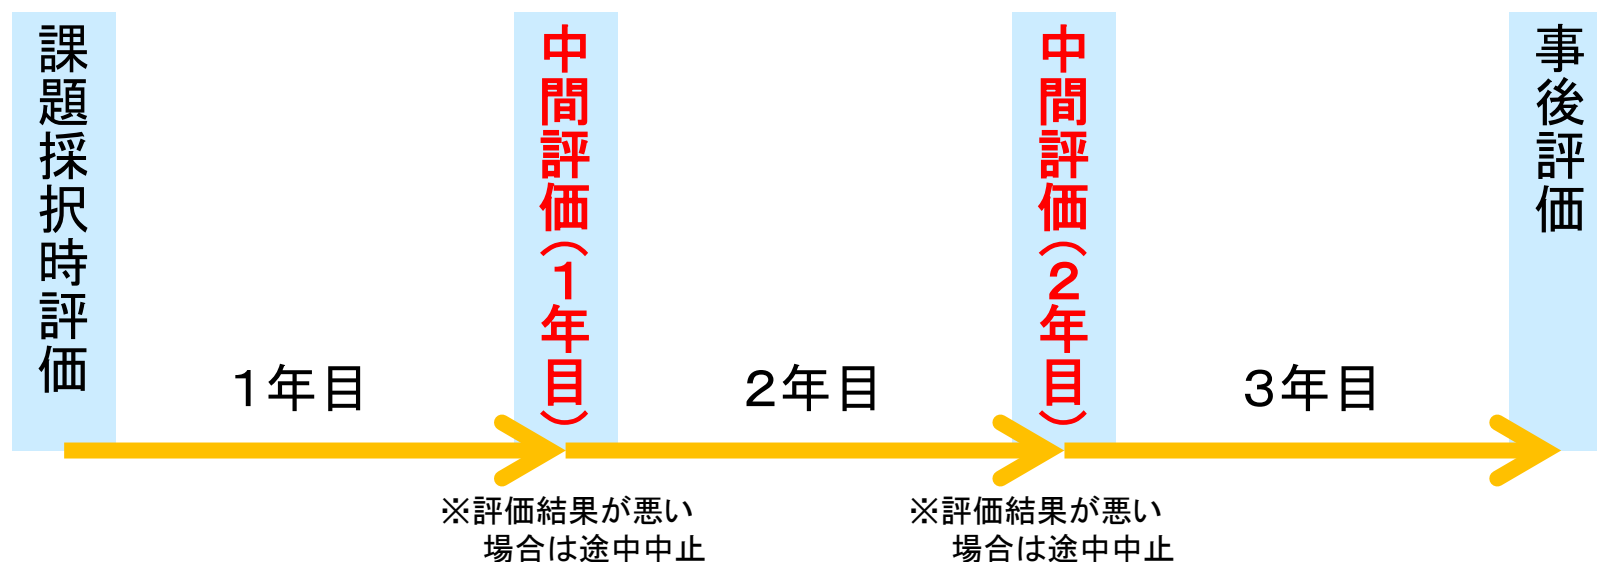 課題採択時評価
1年目
中間評価(1年目)
2年目
中間評価(2年目)
3年目
事後評価
※評価結果が悪い
場合は途中中止
※評価結果が悪い
場合は途中中止